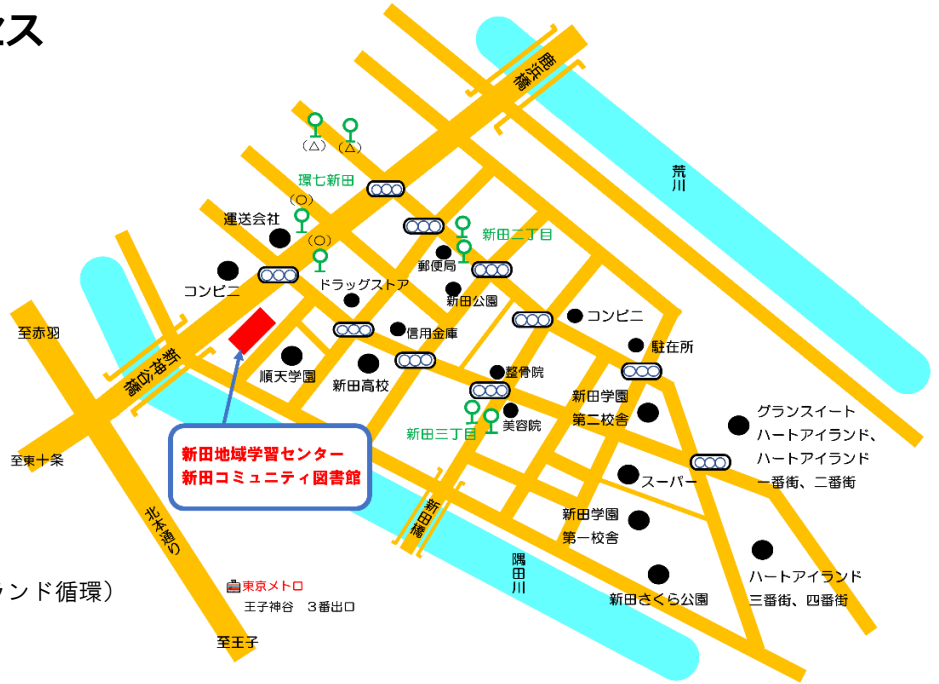 セス
鹿浜橋
荒川
(△)
(△)
環七新田
(○)
運送会社
(○)
新田二丁目
郵便局
コンビニ
ドラッグストア
新田公園
コンビニ
至赤羽
信用金庫
駐在所
新神谷橋
順天学園
新田高校
整骨院
新田学園
第二校舎
グランスイート
ハートアイランド、
ハートアイランド
一番街、二番街
美容院
新田三丁目
新田地域学習センター
新田コミュニティ図書館
至東十条
スーパー
新田橋
北本通り
新田学園
第一校舎
隅田川
ハートアイランド
三番街、四番街
東京メトロ
王子神谷 3番出口
ランド循環)
新田さくら公園
至王子